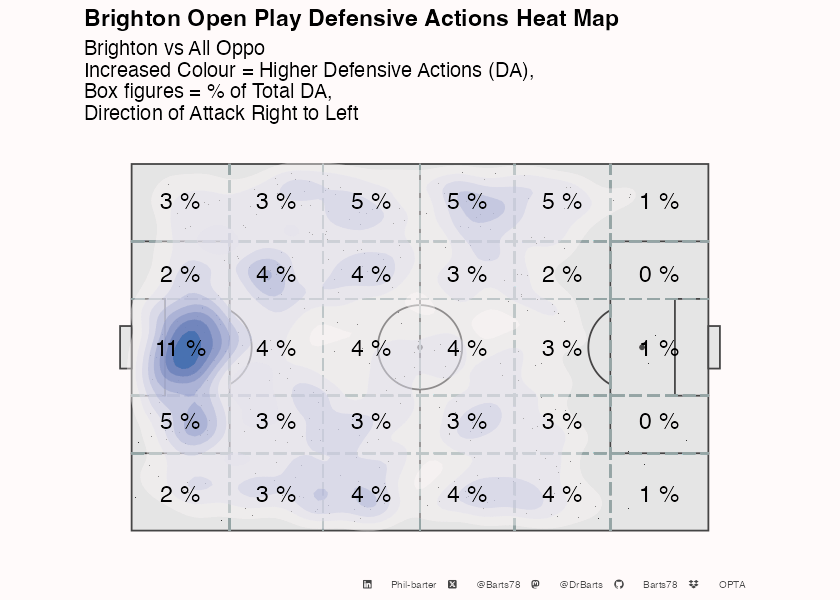 Brighton Open Play Defensive Actions Heat Map
Brighton vs All Oppo
Increased Colour = Higher Defensive Actions (DA),
Box figures = % of Total DA,
Direction of Attack Right to Left
3 % 3 % 5 % 5 % 5 % 1 %
2 % 4 % 4 % 3 % 2 % 0 %
11 % 4 % 4 % 4 % 3 % 1 %
5 % 3 % 3 % 3 % 3 % 0 %
2 % 3 % 4 % 4 % 4 % 1 %
Phil-barter @Barts78 @DrBarts Barts78 OPTA